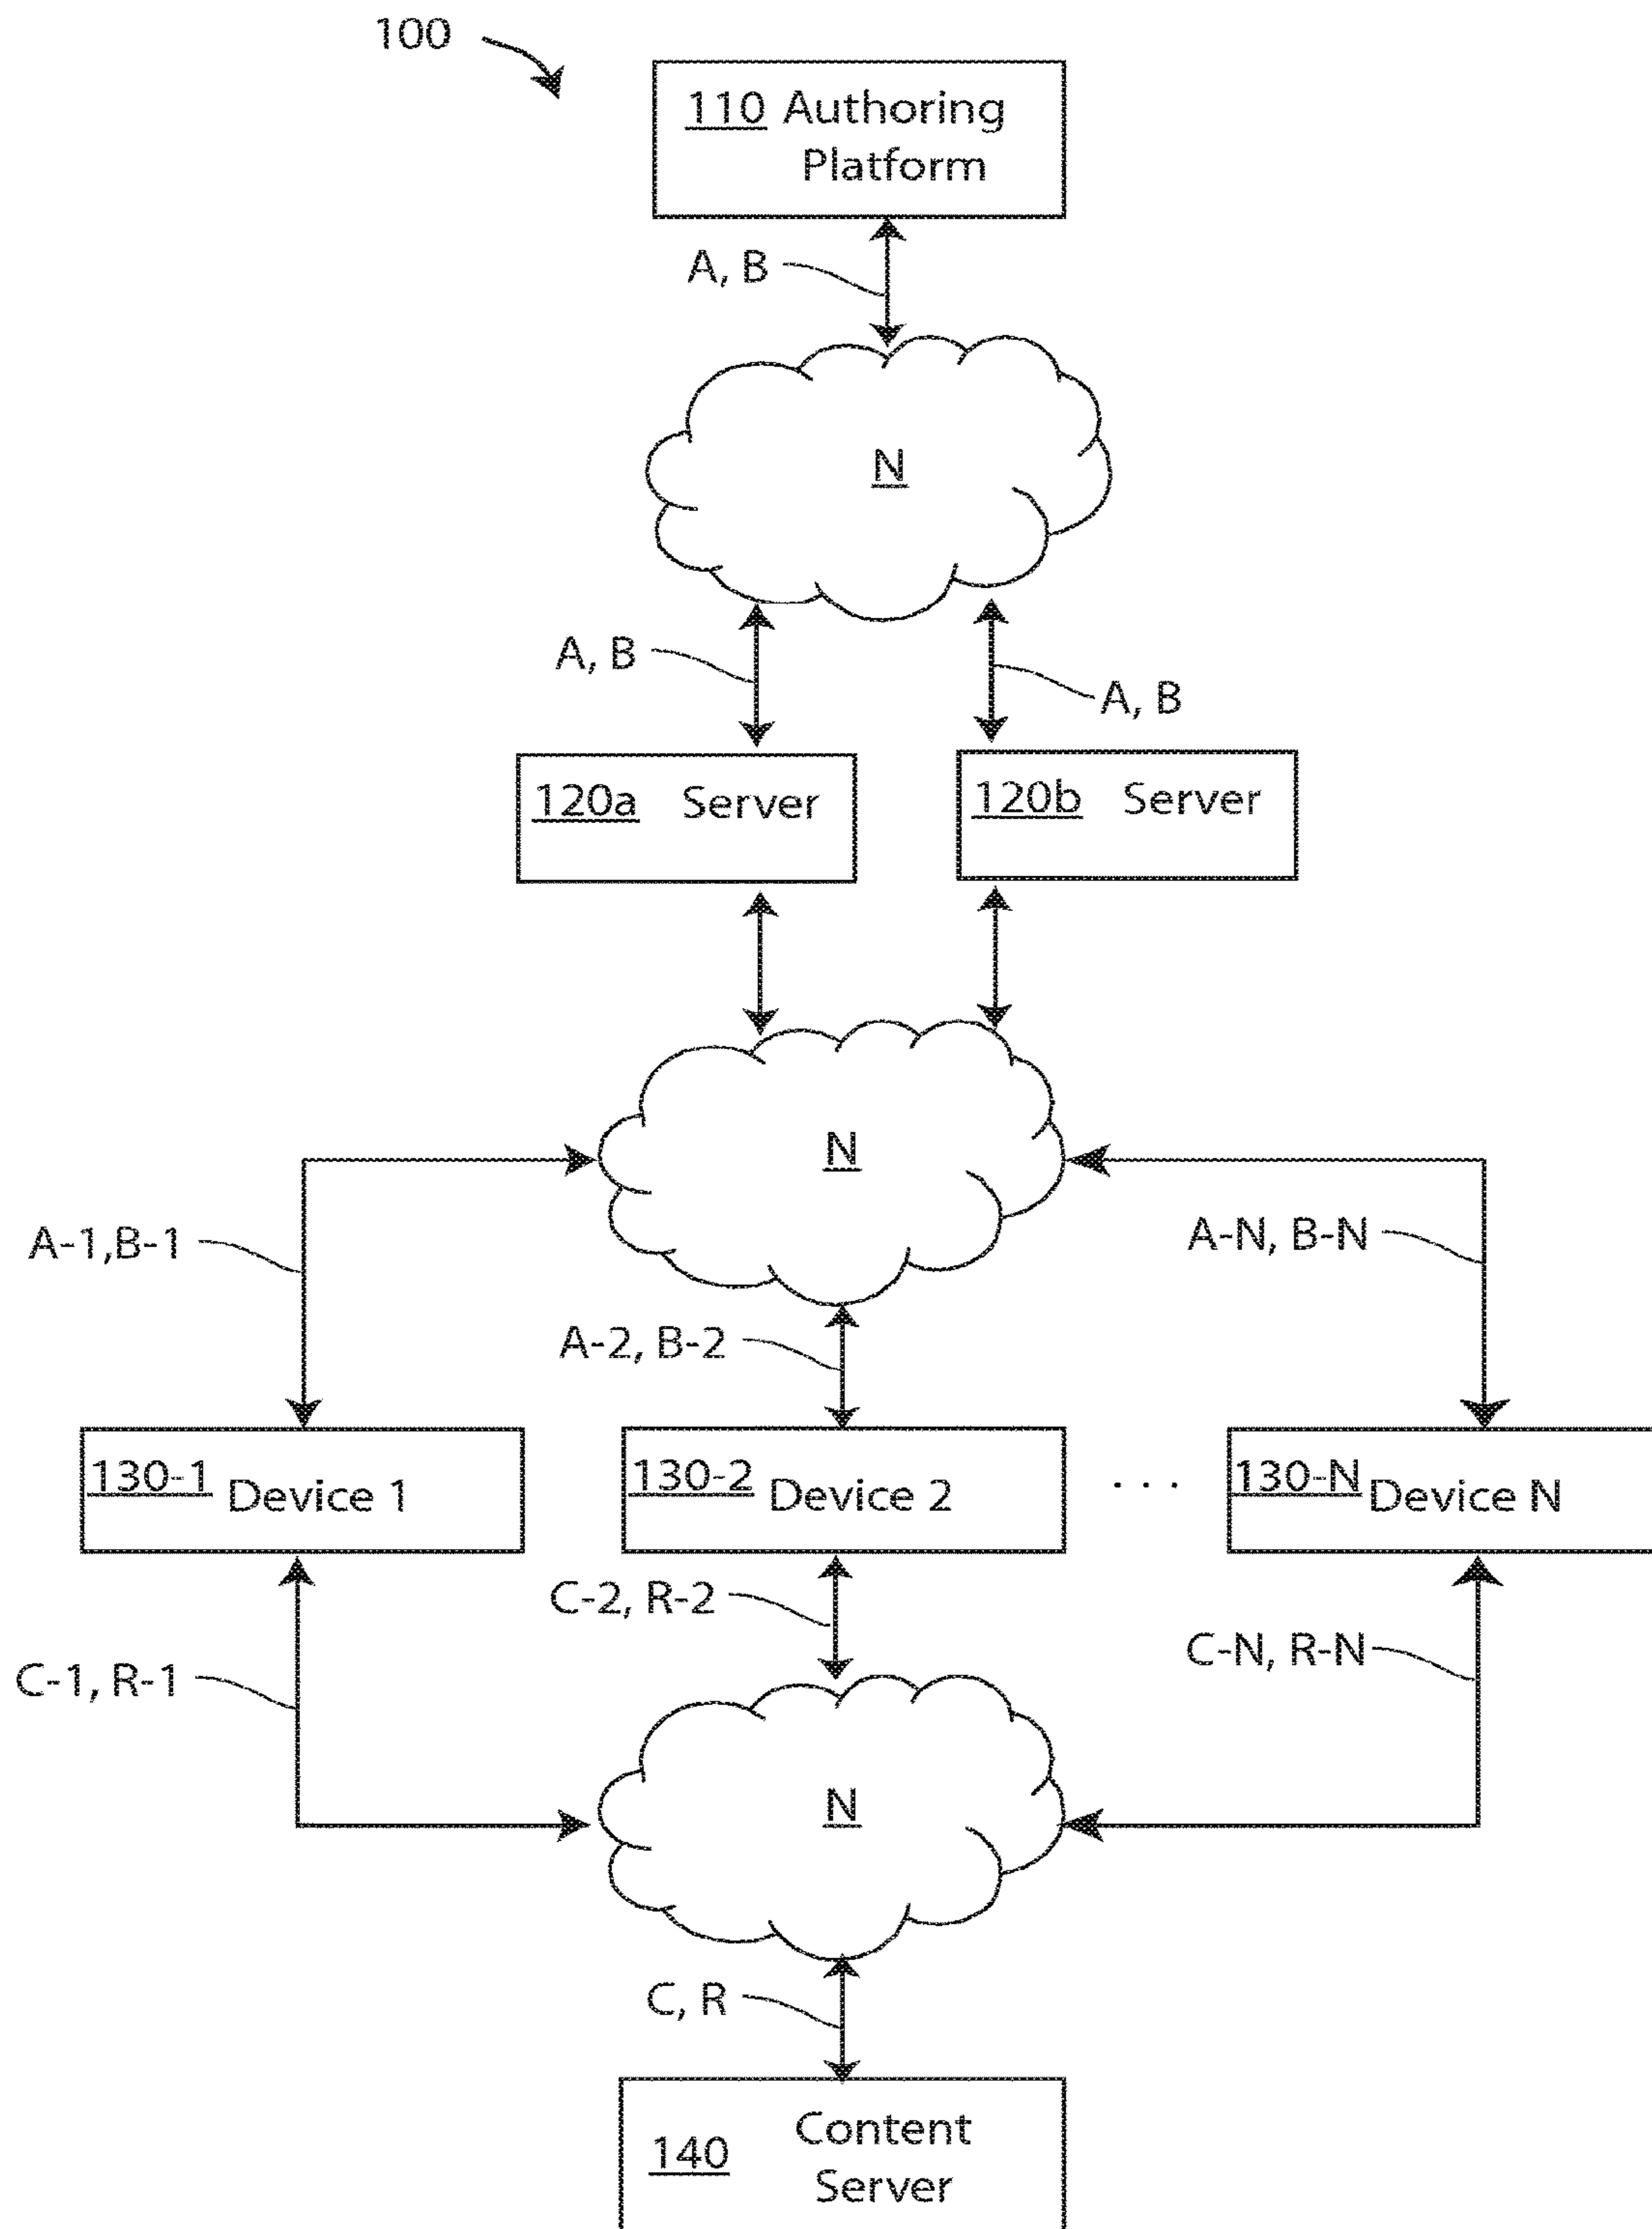 100
110 Authoring
Platform
A, B
N
A, B
A, B
120a Server
120b Server
N
A-1,B-1
A-N, B-N
A-2, B-2
130-1 Device 1
130-2 Device 2
. . .
130-N Device N
C-2, R-2
C-1, R-1
C-N, R-N
N
C, R
140 Content
Server